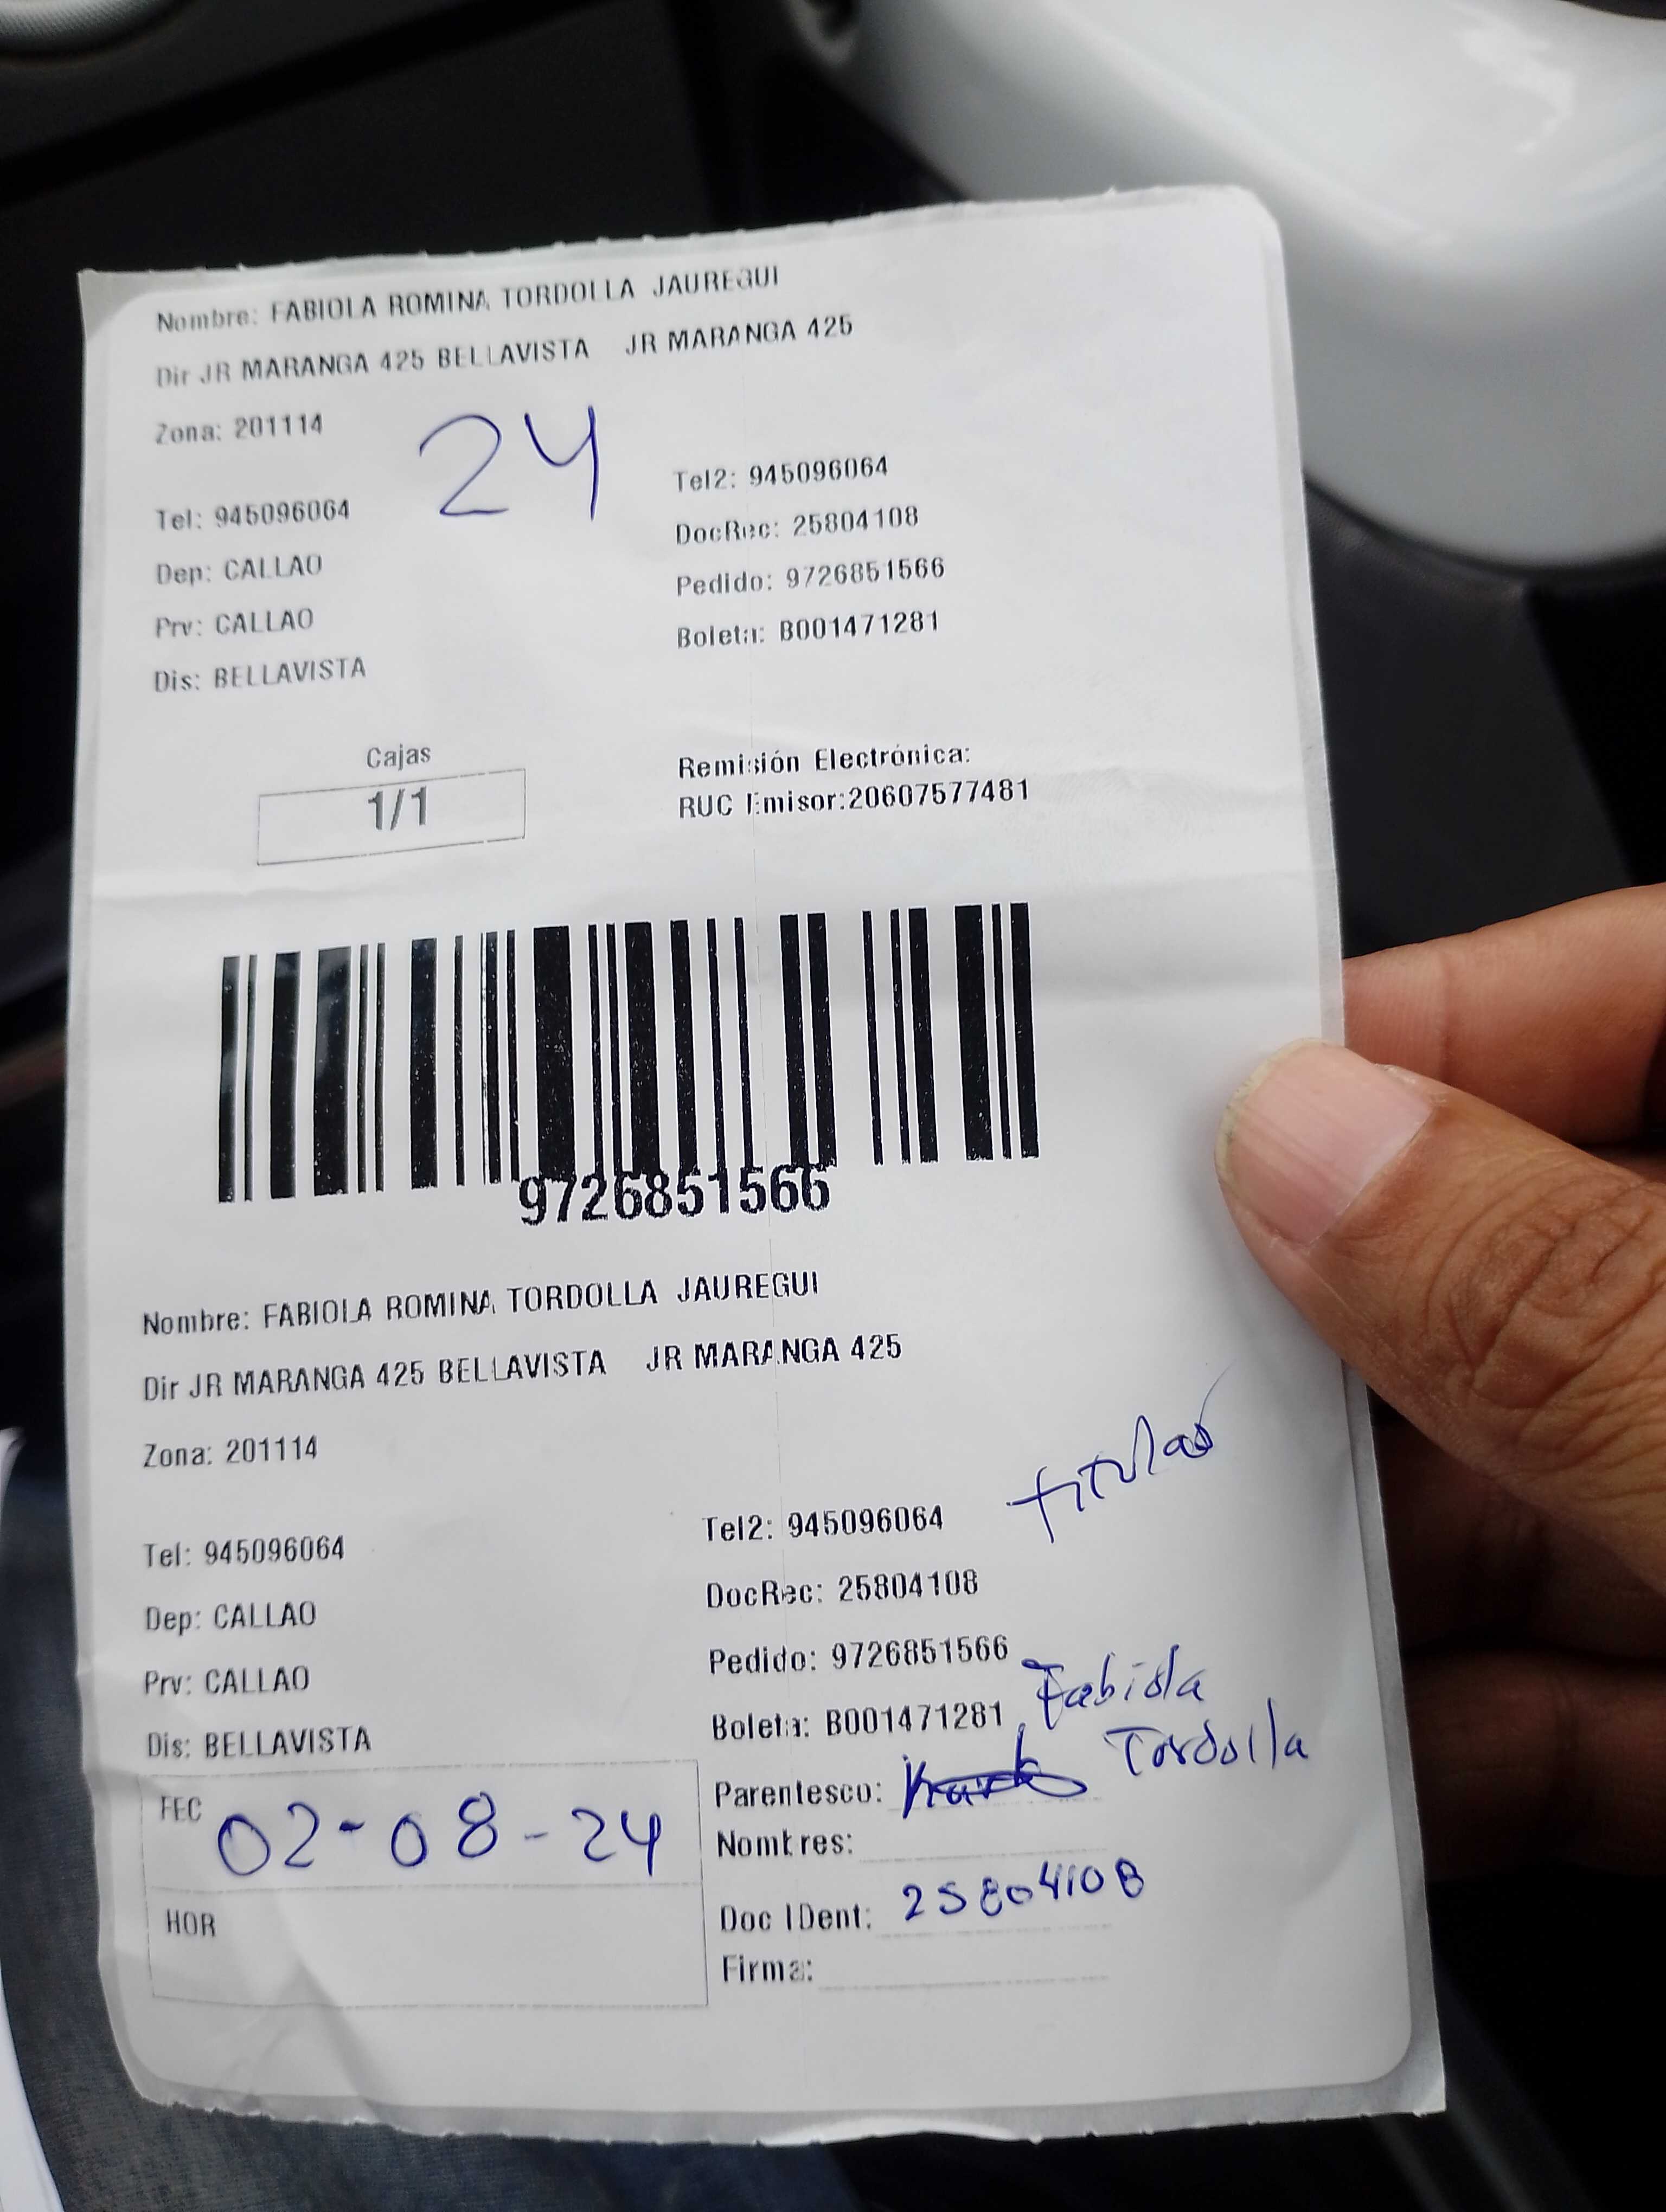 Nombre: FABIOLA ROMINA TORDOLLA JAUREGUI
Dir JR MARANGA 425 BELLAVISTA JR MARANGA 425
Zona: 201114
24
Tel: 945096064
Tel2: 945096064
DocRec: 25804108
Dep: CALLAO
Pedido: 9726851566
Prv: CALLAO
Boleta: B001471281
Dis: BELLAVISTA
Cajas
1/1
Remisión Electrónica:
RUC Emisor:20607577481
9726851566
Nombre: FABIOLA ROMINA TORDOLLA JAUREGUI
Dir JR MARANGA 425 BELLAVISTA JR MARANGA 425
Zona: 201114
titular
Tel: 945096064
Tel2: 945096064
Dep: CALLAO
DocRec: 25804108
Prv: CALLAO
Pedido: 9726851566
Dis: BELLAVISTA
Boleta: B001471281
Fabiola
Tordolla
FEC 02-08-24
Parentesco:
Nombres:
HOR
Doc IDent: 25804108
Firma: